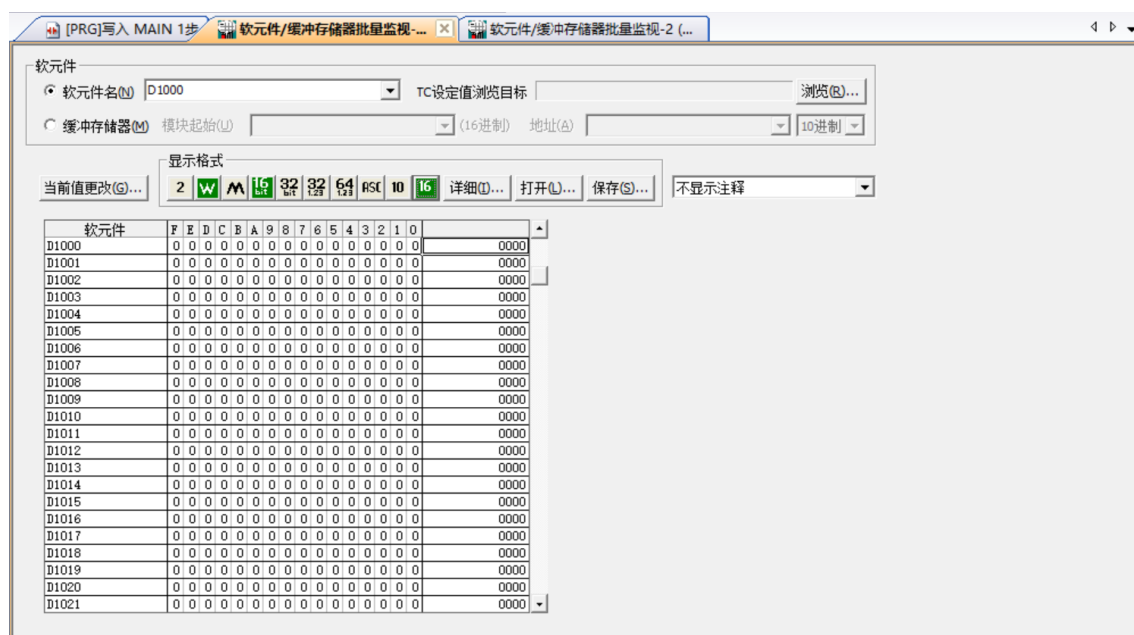 [PRG]写入 MAIN 1步 软元件/缓冲存储器批量监视-... 软元件/缓冲存储器批量监视-2 (...
软元件
软元件名(N) D1000 TC设定值浏览目标 浏览(R)...
缓冲存储器(M) 模块起始(U) (16进制) 地址(A) 10进制
显示格式
当前值更改(G)... 2 W M 16bit 32bit 32 1.23 64 1.23 ASC 10 16 详细(I)... 打开(L)... 保存(S)... 不显示注释
软元件 F E D C B A 9 8 7 6 5 4 3 2 1 0
D1000 0 0 0 0 0 0 0 0 0 0 0 0 0 0 0 0 0000
D1001 0 0 0 0 0 0 0 0 0 0 0 0 0 0 0 0 0000
D1002 0 0 0 0 0 0 0 0 0 0 0 0 0 0 0 0 0000
D1003 0 0 0 0 0 0 0 0 0 0 0 0 0 0 0 0 0000
D1004 0 0 0 0 0 0 0 0 0 0 0 0 0 0 0 0 0000
D1005 0 0 0 0 0 0 0 0 0 0 0 0 0 0 0 0 0000
D1006 0 0 0 0 0 0 0 0 0 0 0 0 0 0 0 0 0000
D1007 0 0 0 0 0 0 0 0 0 0 0 0 0 0 0 0 0000
D1008 0 0 0 0 0 0 0 0 0 0 0 0 0 0 0 0 0000
D1009 0 0 0 0 0 0 0 0 0 0 0 0 0 0 0 0 0000
D1010 0 0 0 0 0 0 0 0 0 0 0 0 0 0 0 0 0000
D1011 0 0 0 0 0 0 0 0 0 0 0 0 0 0 0 0 0000
D1012 0 0 0 0 0 0 0 0 0 0 0 0 0 0 0 0 0000
D1013 0 0 0 0 0 0 0 0 0 0 0 0 0 0 0 0 0000
D1014 0 0 0 0 0 0 0 0 0 0 0 0 0 0 0 0 0000
D1015 0 0 0 0 0 0 0 0 0 0 0 0 0 0 0 0 0000
D1016 0 0 0 0 0 0 0 0 0 0 0 0 0 0 0 0 0000
D1017 0 0 0 0 0 0 0 0 0 0 0 0 0 0 0 0 0000
D1018 0 0 0 0 0 0 0 0 0 0 0 0 0 0 0 0 0000
D1019 0 0 0 0 0 0 0 0 0 0 0 0 0 0 0 0 0000
D1020 0 0 0 0 0 0 0 0 0 0 0 0 0 0 0 0 0000
D1021 0 0 0 0 0 0 0 0 0 0 0 0 0 0 0 0 0000